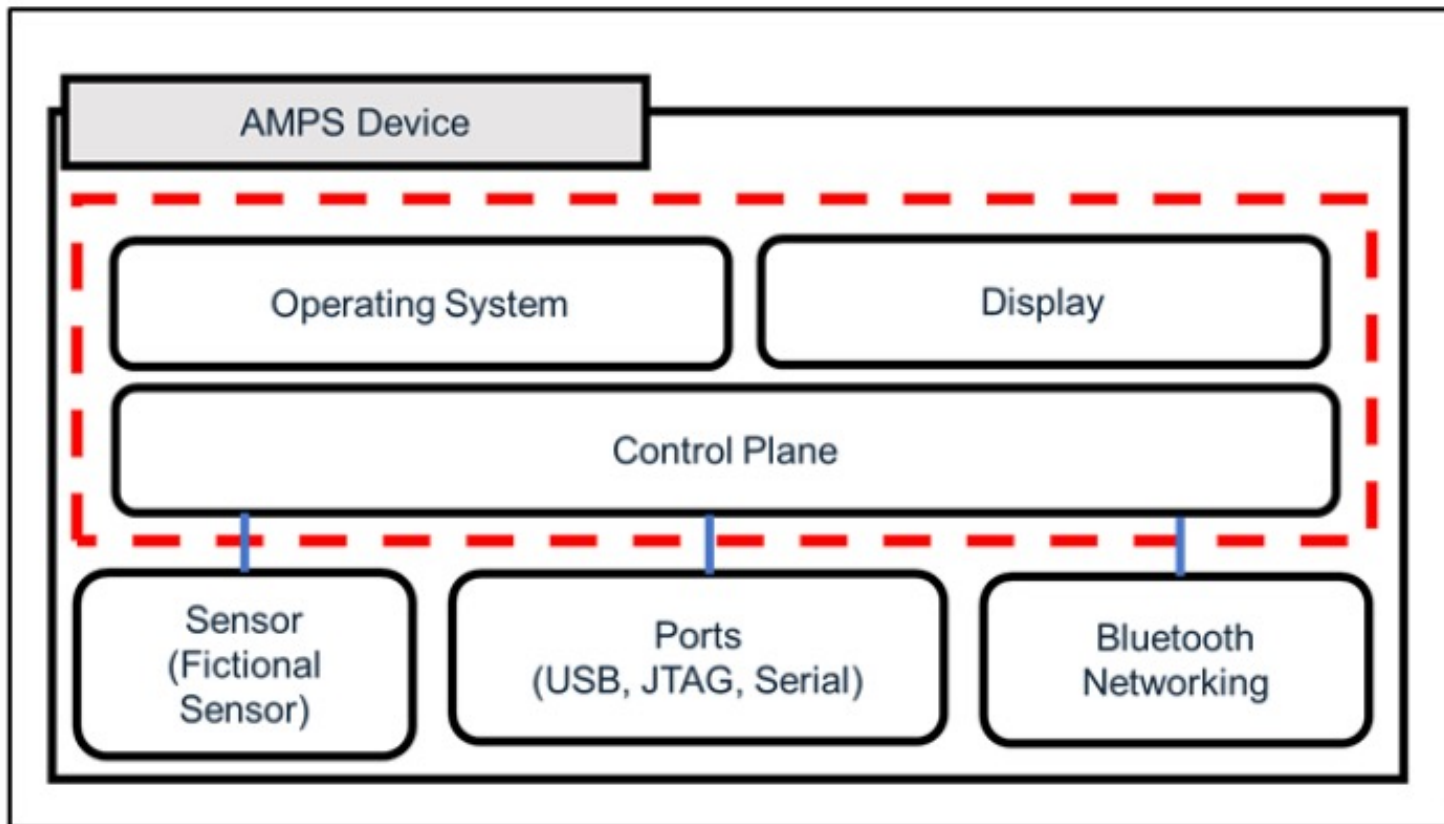 AMPS Device
Operating System
Display
Control Plane
Sensor
(Fictional
Sensor)
Ports
(USB, JTAG, Serial)
Bluetooth
Networking